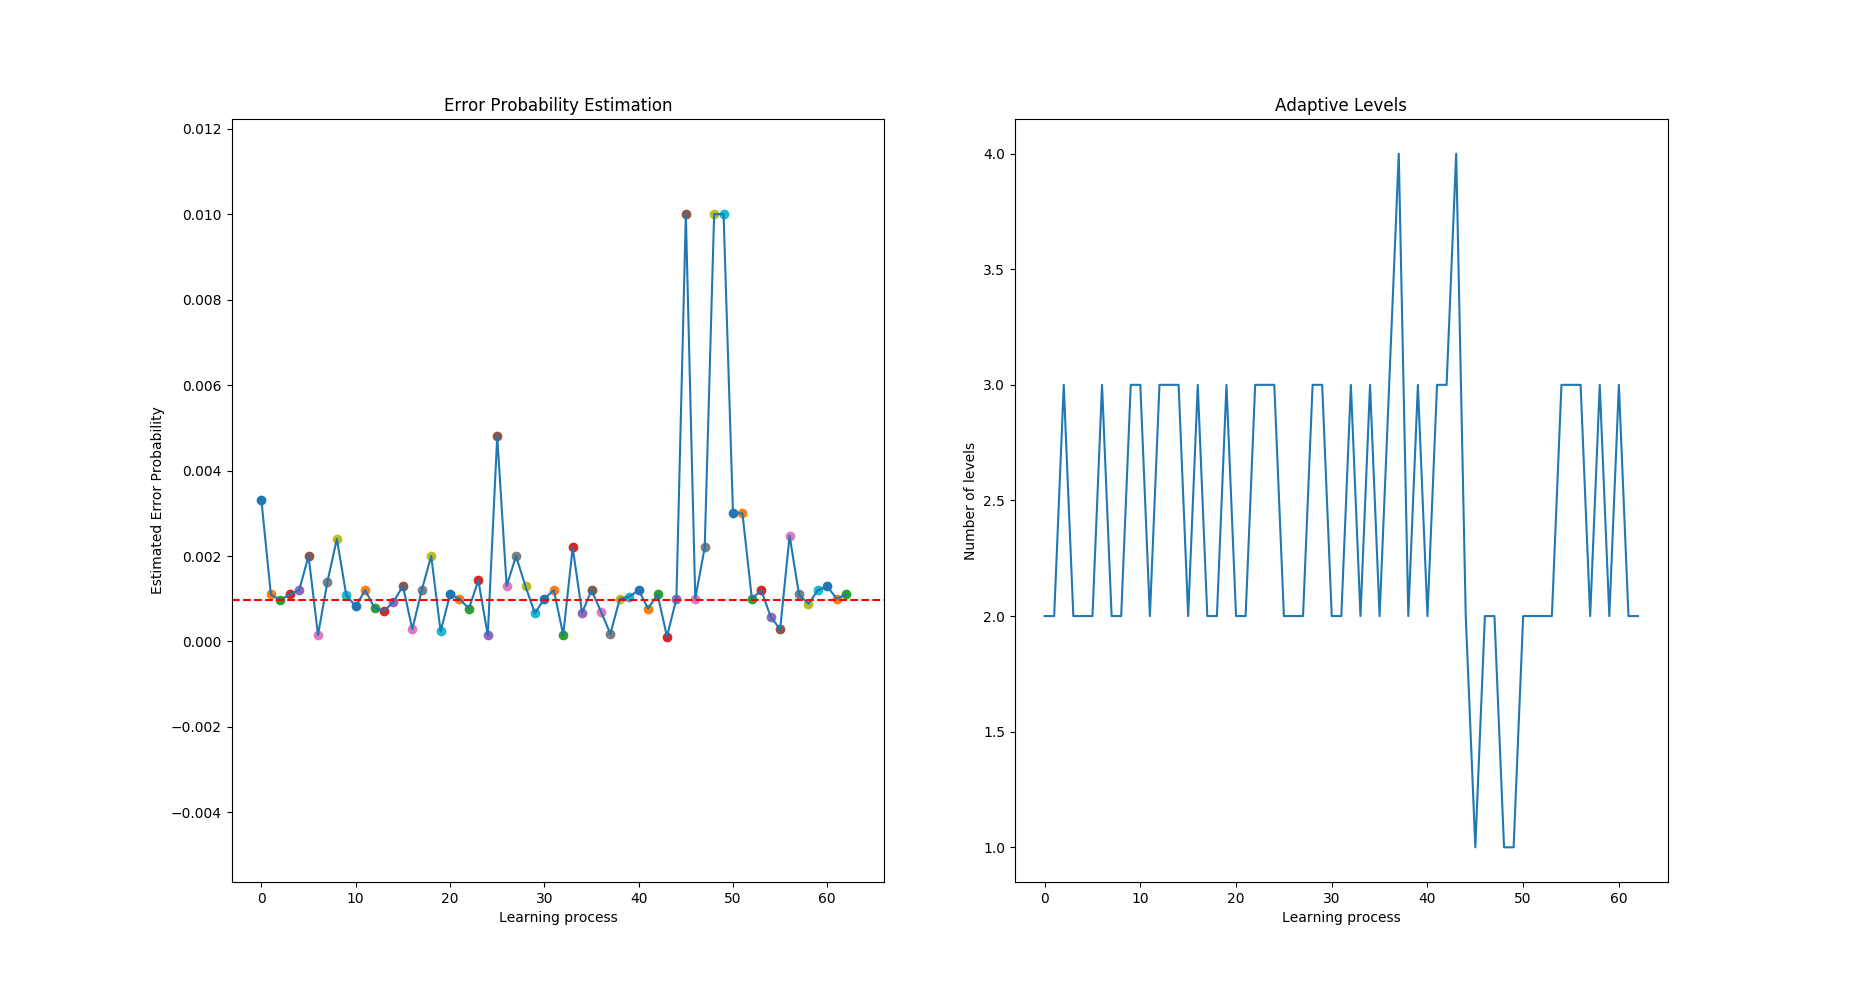 Error Probability Estimation
0.012
0.010
0.008
0.006
0.004
0.002
0.000
−0.002
−0.004
Estimated Error Probability
0 10 20 30 40 50 60
Learning process
Adaptive Levels
4.0
3.5
3.0
2.5
2.0
1.5
1.0
Number of levels
0 10 20 30 40 50 60
Learning process